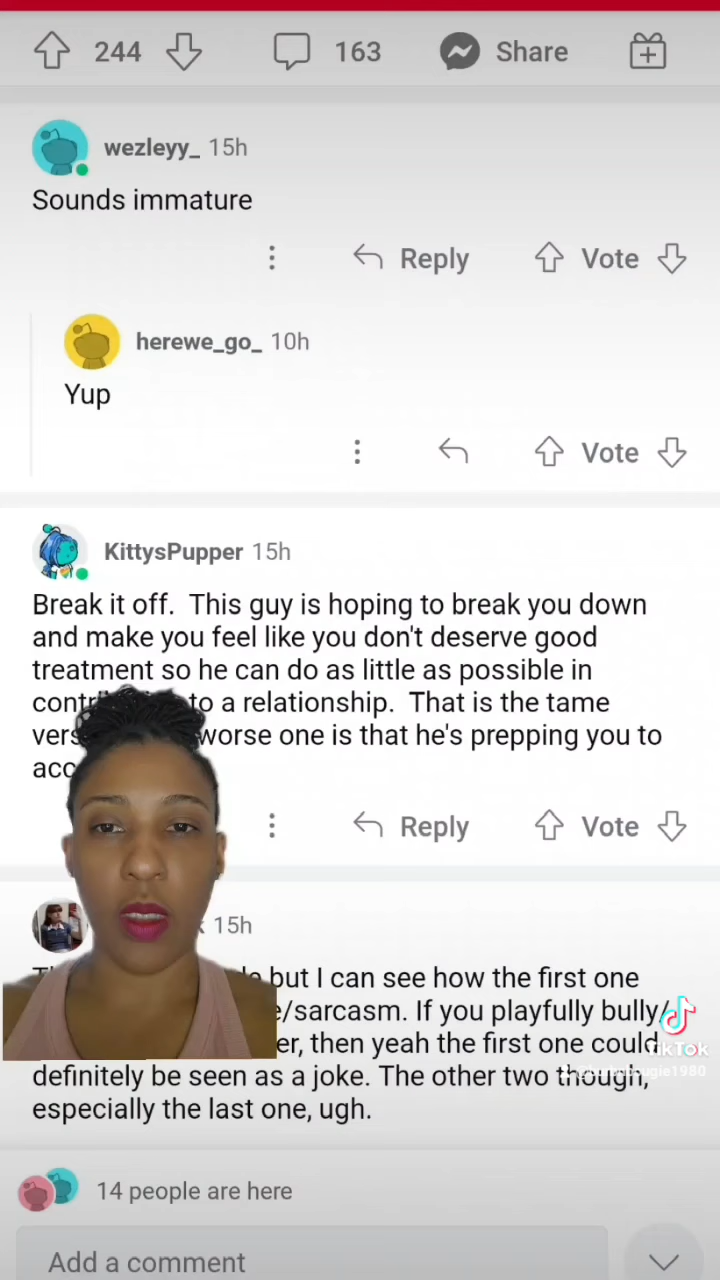 244 163 Share
wezleyy_ 15h
Sounds immature
Reply Vote
herewe_go_ 10h
Yup
Vote
KittysPupper 15h
Break it off. This guy is hoping to break you down
and make you feel like you don't deserve good
treatment so he can do as little as possible in
to a relationship. That is the tame
worse one is that he's prepping you to
Reply Vote
15h
but I can see how the first one
/sarcasm. If you playfully bully/
then yeah the first one could
TikTok
definitely be seen as a joke. The other two though,
especially the last one, ugh.
14 people are here
Add a comment